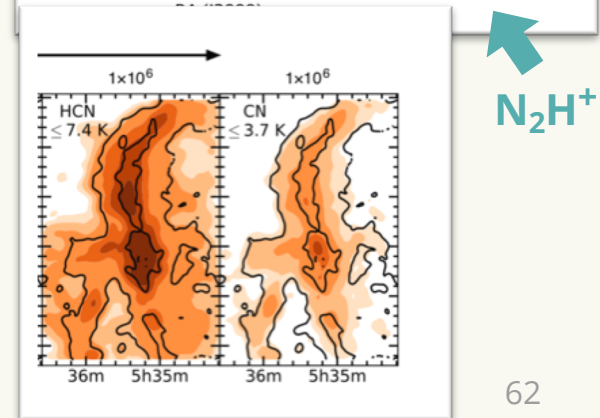 1×10⁶ 1×10⁶
HCN CN
≤7.4 K ≤3.7 K
36m 5h35m 36m 5h35m
N₂H⁺
62